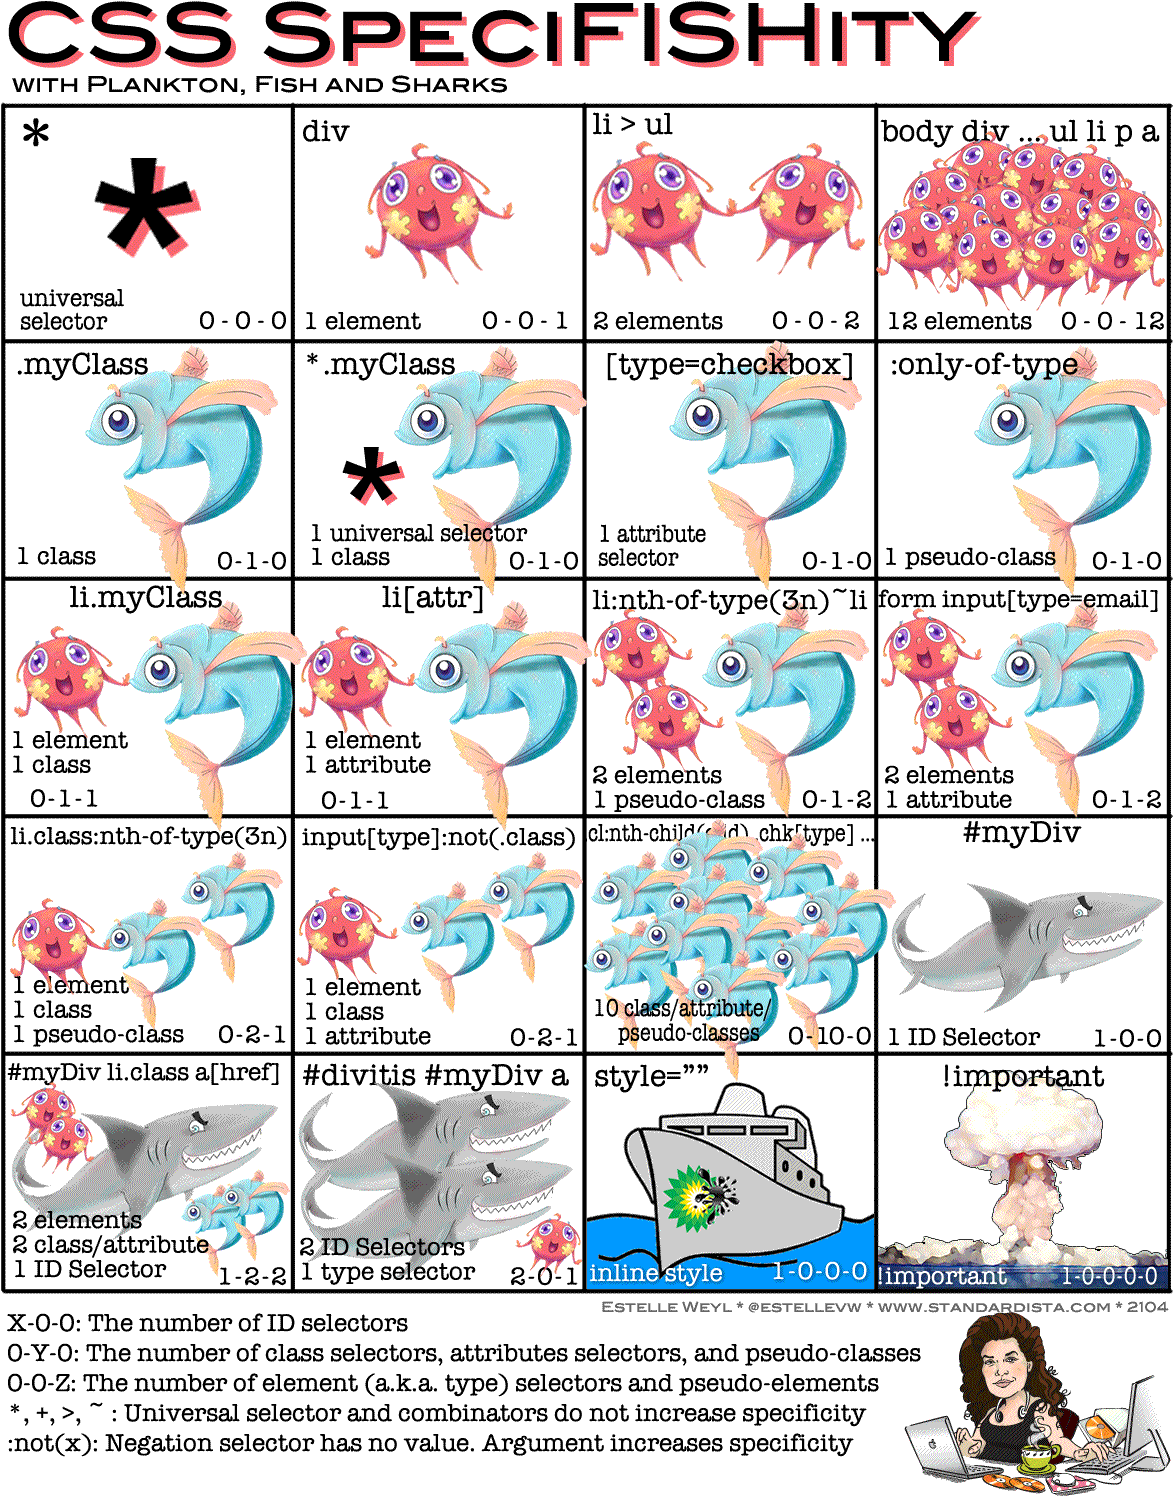 CSS SpeciFISHity
with Plankton, Fish and Sharks
*
*
universal
selector
0-0-0
div
1 element
0-0-1
li > ul
2 elements
0-0-2
body div ... ul li p a
12 elements
0-0-12
.myClass
1 class
0-1-0
*.myClass
*
1 universal selector
1 class
0-1-0
[type=checkbox]
1 attribute
selector
0-1-0
:only-of-type
1 pseudo-class
0-1-0
li.myClass
1 element
1 class
0-1-1
li[attr]
1 element
1 attribute
0-1-1
li:nth-of-type(3n)~li
2 elements
1 pseudo-class
0-1-2
form input[type=email]
2 elements
1 attribute
0-1-2
li.class:nth-of-type(3n)
1 element
1 class
1 pseudo-class
0-2-1
input[type]:not(.class)
1 element
1 class
1 attribute
0-2-1
.cl:nth-child(odd) .chk[type] ...
10 class/attribute/
pseudo-classes
0-10-0
#myDiv
1 ID Selector
1-0-0
#myDiv li.class a[href]
2 elements
2 class/attribute
1 ID Selector
1-2-2
#divitis #myDiv a
2 ID Selectors
1 type selector
2-0-1
style=””
inline style
1-0-0-0
!important
!important
1-0-0-0-0
Estelle Weyl * @estellevw * www.standardista.com * 2104
X-0-0: The number of ID selectors
0-Y-0: The number of class selectors, attributes selectors, and pseudo-classes
0-0-Z: The number of element (a.k.a. type) selectors and pseudo-elements
*, +, >, ~ : Universal selector and combinators do not increase specificity
:not(x): Negation selector has no value. Argument increases specificity